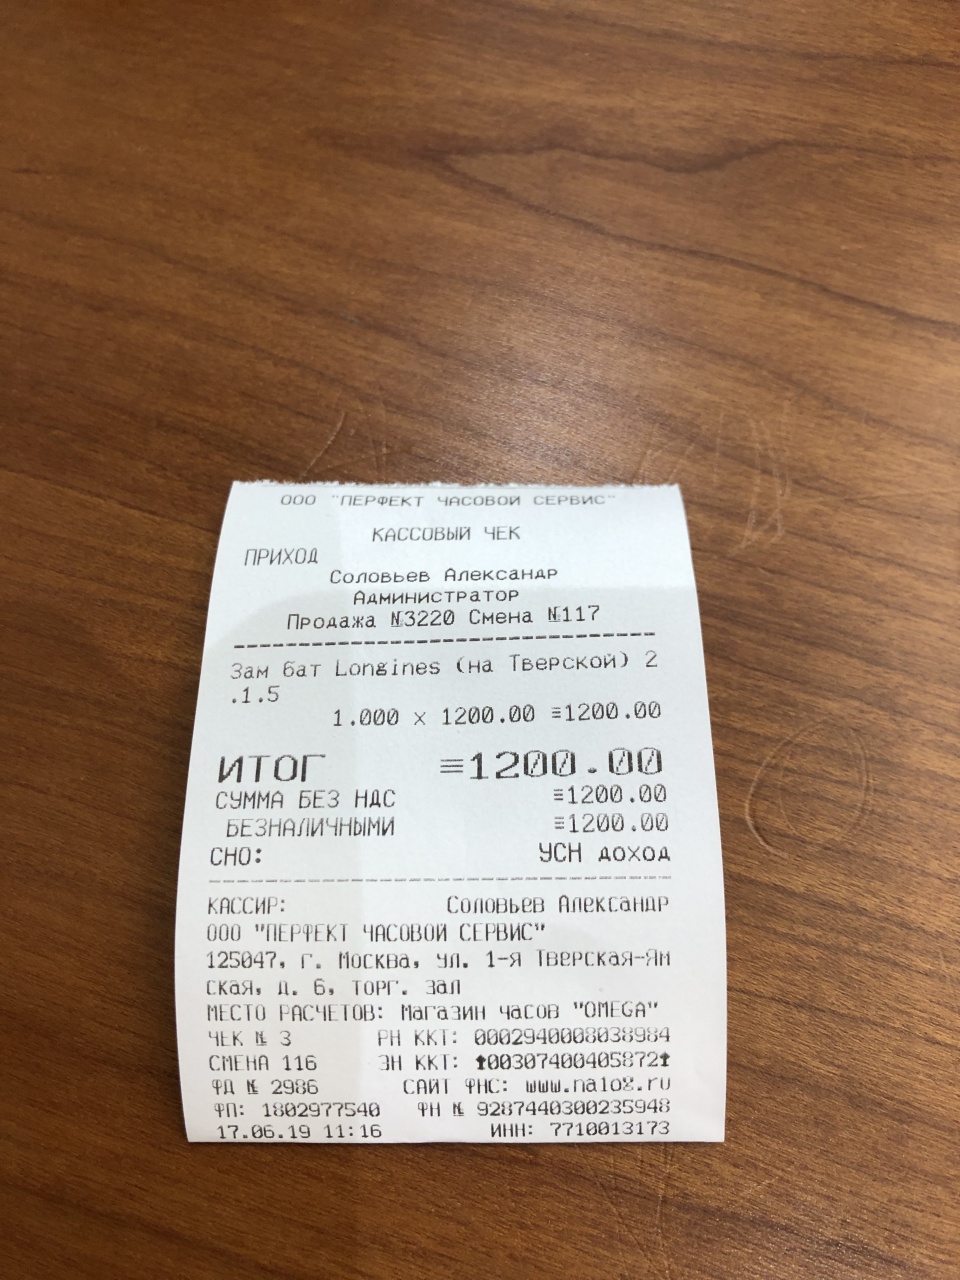 ООО "ПЕРФЕКТ ЧАСОВОЙ СЕРВИС"
КАССОВЫЙ ЧЕК
ПРИХОД
Соловьев Александр
Администратор
Продажа №3220 Смена №117
Зам бат Longines (на Тверской) 2
.1.5
1.000 x 1200.00 ≡1200.00
ИТОГ ≡1200.00
СУММА БЕЗ НДС ≡1200.00
БЕЗНАЛИЧНЫМИ ≡1200.00
СНО: УСН доход
КАССИР: Соловьев Александр
ООО "ПЕРФЕКТ ЧАСОВОЙ СЕРВИС"
125047, г. Москва, ул. 1-я Тверская-Ям
ская, д. 6, торг. зал
МЕСТО РАСЧЕТОВ: Магазин часов "OMEGA"
ЧЕК № 3 РН ККТ: 0002940008038984
СМЕНА 116 ЗН ККТ: 00307400405872
ФД № 2986 САЙТ ФНС: www.nalog.ru
ФП: 1802977540 ФН № 9287440300235948
17.06.19 11:16 ИНН: 7710013173